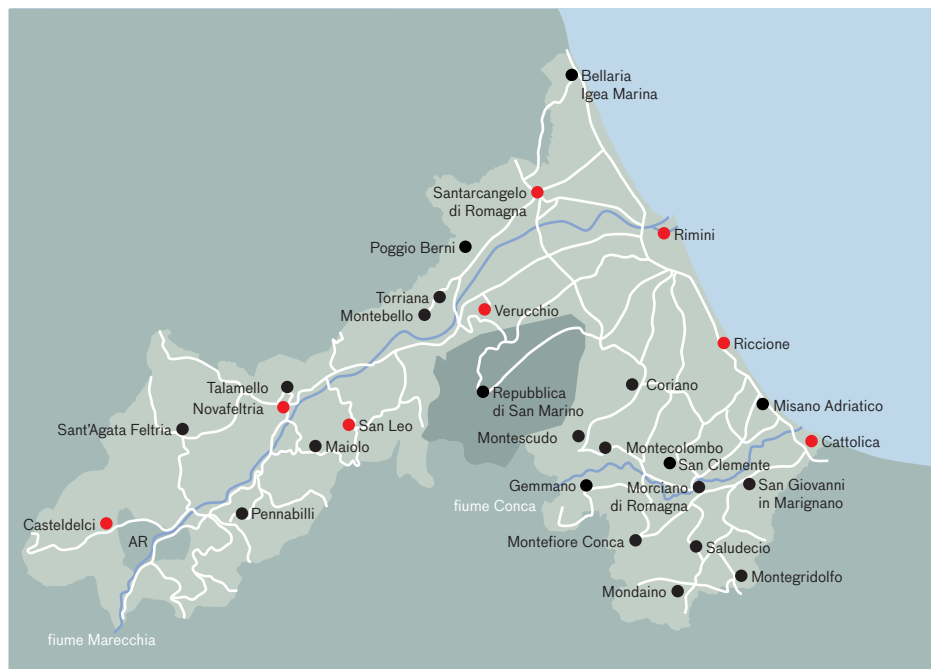 Bellaria
Igea Marina
Santarcangelo
di Romagna
Rimini
Poggio Berni
Torriana
Montebello
Verucchio
Riccione
Talamello
Novafeltria
Repubblica
di San Marino
Coriano
Misano Adriatico
Sant'Agata Feltria
San Leo
Maiolo
Montescudo
Montecolombo
Cattolica
San Clemente
Gemmano
Morciano
di Romagna
San Giovanni
in Marignano
fiume Conca
Casteldelci
AR
Pennabilli
Montefiore Conca
Saludecio
Montegridolfo
Mondaino
fiume Marecchia